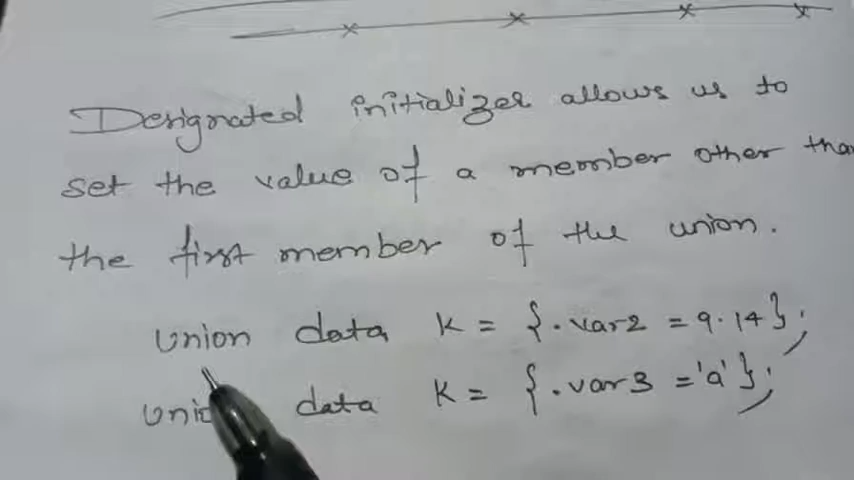 Designated initializer allows us to
set the value of a member other than
the first member of the union.
union data k = {.var2 = 9.14};
union data k = {.var3 = 'a'};